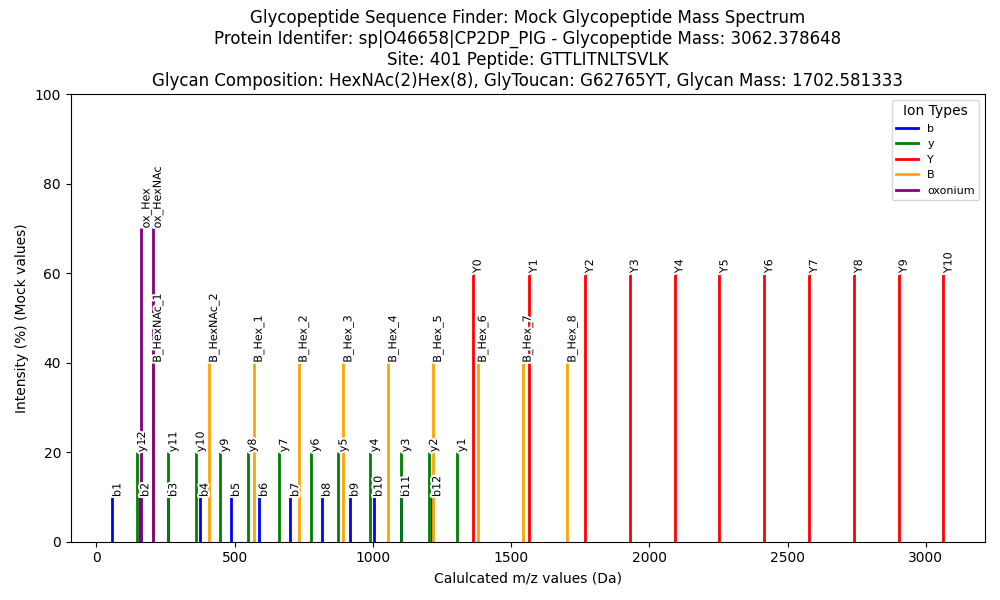 Glycopeptide Sequence Finder: Mock Glycopeptide Mass Spectrum
Protein Identifer: sp|O46658|CP2DP_PIG - Glycopeptide Mass: 3062.378648
Site: 401 Peptide: GTTLITNLTSVLK
Glycan Composition: HexNAc(2)Hex(8), GlyToucan: G62765YT, Glycan Mass: 1702.581333
Intensity (%) (Mock values)
100
80
60
40
20
0
Ion Types
b
y
Y
B
oxonium
ox_Hex
ox_HexNAc
Y0
Y1
Y2
Y3
Y4
Y5
Y6
Y7
Y8
Y9
Y10
B_HexNAc_1
B_HexNAc_2
B_Hex_1
B_Hex_2
B_Hex_3
B_Hex_4
B_Hex_5
B_Hex_6
B_Hex_7
B_Hex_8
y12
y11
y10
y9
y8
y7
y6
y5
y4
y3
y2
y1
b1
b2
b3
b4
b5
b6
b7
b8
b9
b10
b11
b12
0
500
1000
1500
2000
2500
3000
Calulcated m/z values (Da)